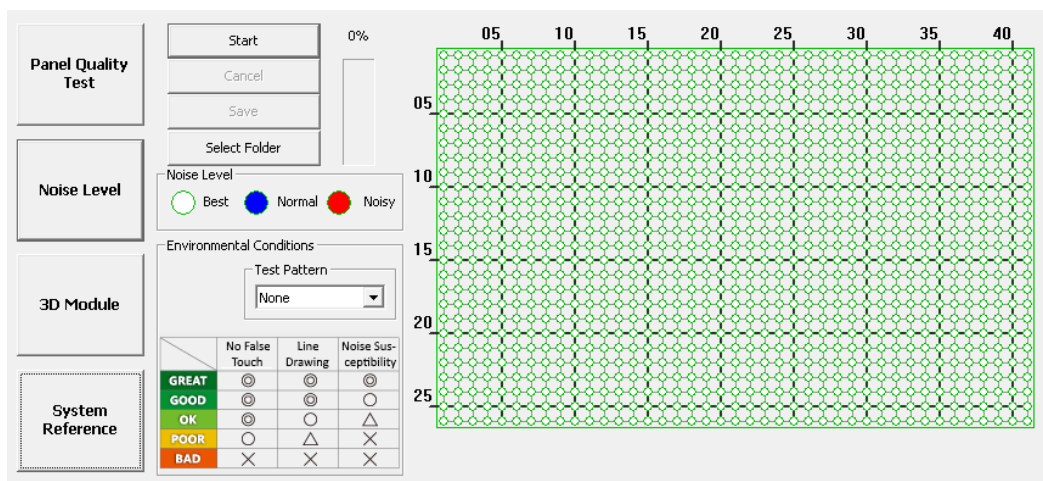 Panel Quality
Test
Noise Level
3D Module
System
Reference
Start
Cancel
Save
Select Folder
0%
Noise Level
Best
Normal
Noisy
Environmental Conditions
Test Pattern
None
No False
Touch
Line
Drawing
Noise Sus-
ceptibility
GREAT ◎ ◎ ◎
GOOD ◎ ◎ ○
OK ◎ ○ △
POOR ○ △ ×
BAD × × ×
05 10 15 20 25 30 35 40
05
10
15
20
25